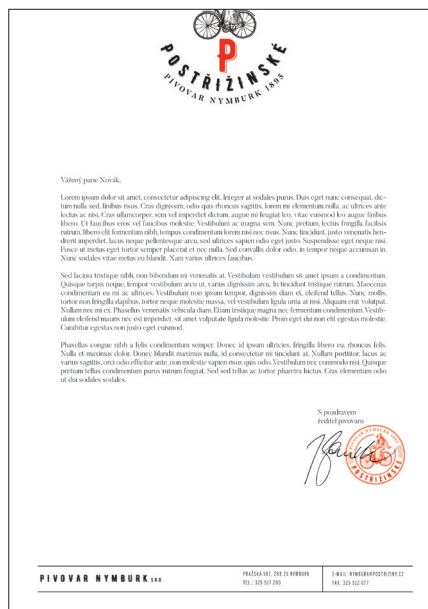 P
POSTŘIŽINSKÉ
PIVOVAR NYMBURK 1895
Vážený pane Novák,
Lorem ipsum dolor sit amet, consectetur adipiscing elit. Integer at sodales purus. Duis eget nunc consequat, dic-
tum nulla sed, finibus risus. Cras dignissim, odio quis rhoncus sagittis, lorem mi elementum nulla, ac ultrices ante
lectus ac nisi. Cras ullamcorper, sem vel imperdiet dictum, augue mi feugiat leo, vitae euismod leo augue finibus
libero. Ut faucibus eros vel faucibus molestie. Vestibulum ac magna sem. Nunc pretium, lectus fringilla facilisis
rutrum, libero elit fermentum nibh, tempus condimentum lorem nisi nec risus. Nunc tincidunt, justo venenatis hen-
drerit imperdiet, lacus neque pellentesque arcu, sed ultrices sapien odio eget justo. Suspendisse eget neque nisi.
Fusce ut metus eget tortor semper placerat et nec nulla. Sed convallis dolor odio, in tempor neque accumsan in.
Nunc sodales vitae metus eu blandit. Nam varius ultrices faucibus.
Sed lacinia tristique nibh, non bibendum mi venenatis at. Vestibulum vestibulum sit amet ipsum a condimentum.
Quisque turpis neque, tempor vestibulum arcu ut, varius dignissim arcu. In tincidunt tristique rutrum. Maecenas
condimentum eu mi ac ultrices. Vestibulum non ipsum tempor, dignissim diam et, eleifend tellus. Nunc mollis,
tortor non fringilla dapibus, tortor neque molestie massa, vel vestibulum ligula urna at nisi. Aliquam erat volutpat.
Nullam nec mi ex. Phasellus venenatis vehicula diam. Etiam tristique magna nec fermentum condimentum. Vestib-
ulum eleifend mauris nec est imperdiet, sit amet vulputate ligula molestie. Proin eget dui non elit egestas molestie.
Curabitur egestas non justo eget euismod.
Phasellus congue nibh a felis condimentum semper. Donec id ipsum ultricies, fringilla libero eu, rhoncus felis.
Nulla et maximus dolor. Donec blandit maximus nulla, id consectetur mi tincidunt at. Nullam porttitor, lacus ac
varius sagittis, orci odio efficitur ante, non molestie sapien risus quis odio. Vestibulum nec commodo nisi. Quisque
pretium tellus condimentum purus rutrum feugiat. Sed sed tellus ac tortor pharetra luctus. Cras elementum odio
ut dui sodales sodales.
S pozdravem
ředitel pivovaru
PIVOVAR NYMBURK 1895
POSTŘIŽINSKÉ
PIVOVAR NYMBURK S.R.O.
PRAŽSKÁ 581, 288 25 NYMBURK
TEL.: 325 517 200
E-MAIL: NYMBURK@POSTRIZINY.CZ
FAX: 325 512 077